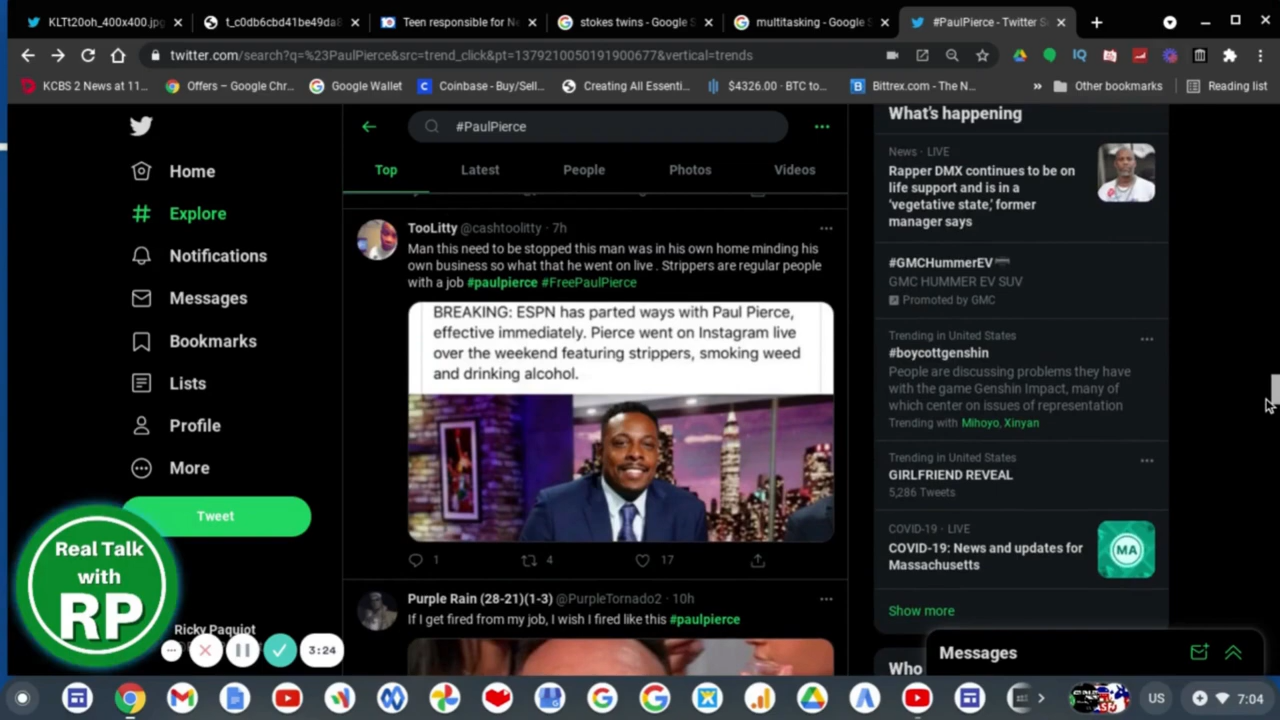 KLTt20oh_400x400.jpg
t_c0db6cbd41be49da8
Teen responsible for Ne
stokes twins - Google S
multitasking - Google S
#PaulPierce - Twitter Se
twitter.com/search?q=%23PaulPierce&src=trend_click&pt=1379210050191900677&vertical=trends
KCBS 2 News at 11...
Offers – Google Chr...
Google Wallet
Coinbase - Buy/Sell...
Creating All Essenti...
$4326.00 · BTC to...
Bittrex.com - The N...
»
Other bookmarks
Reading list
Home
Explore
Notifications
Messages
Bookmarks
Lists
Profile
More
Tweet
Real Talk
with
RP
Ricky Paquiot
3:24
#PaulPierce
Top
Latest
People
Photos
Videos
TooLitty @cashtoolitty · 7h
Man this need to be stopped this man was in his own home minding his
own business so what that he went on live . Strippers are regular people
with a job #paulpierce #FreePaulPierce
BREAKING: ESPN has parted ways with Paul Pierce,
effective immediately. Pierce went on Instagram live
over the weekend featuring strippers, smoking weed
and drinking alcohol.
1
4
17
Purple Rain (28-21)(1-3) @PurpleTornado2 · 10h
If I get fired from my job, I wish I fired like this #paulpierce
What's happening
News · LIVE
Rapper DMX continues to be on
life support and is in a
'vegetative state,' former
manager says
#GMCHummerEV
GMC HUMMER EV SUV
Promoted by GMC
Trending in United States
#boycottgenshin
People are discussing problems they have
with the game Genshin Impact, many of
which center on issues of representation
Trending with Mihoyo, Xinyan
Trending in United States
GIRLFRIEND REVEAL
5,286 Tweets
COVID-19 · LIVE
COVID-19: News and updates for
Massachusetts
MA
Show more
Who
Messages
US
7:04